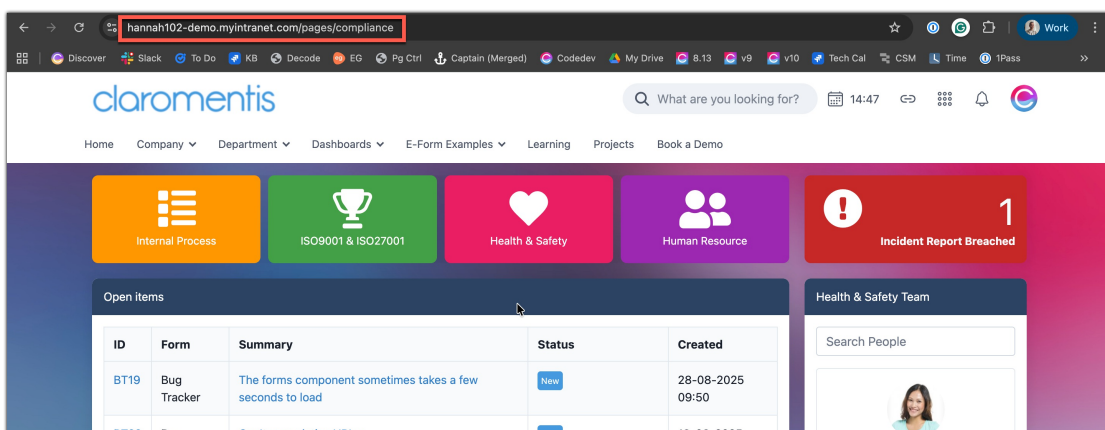 hannah102-demo.myintranet.com/pages/compliance
Work
Discover Slack To Do KB Decode EG Pg Ctrl Captain (Merged) Codedev My Drive 8.13 v9 v10 Tech Cal CSM Time 1Pass
claromentis
What are you looking for?
14:47
Home Company Department Dashboards E-Form Examples Learning Projects Book a Demo
Internal Process
ISO9001 & ISO27001
Health & Safety
Human Resource
1
Incident Report Breached
Open items
Health & Safety Team
Search People
ID Form Summary Status Created
BT19 Bug Tracker The forms component sometimes takes a few seconds to load New 28-08-2025 09:50